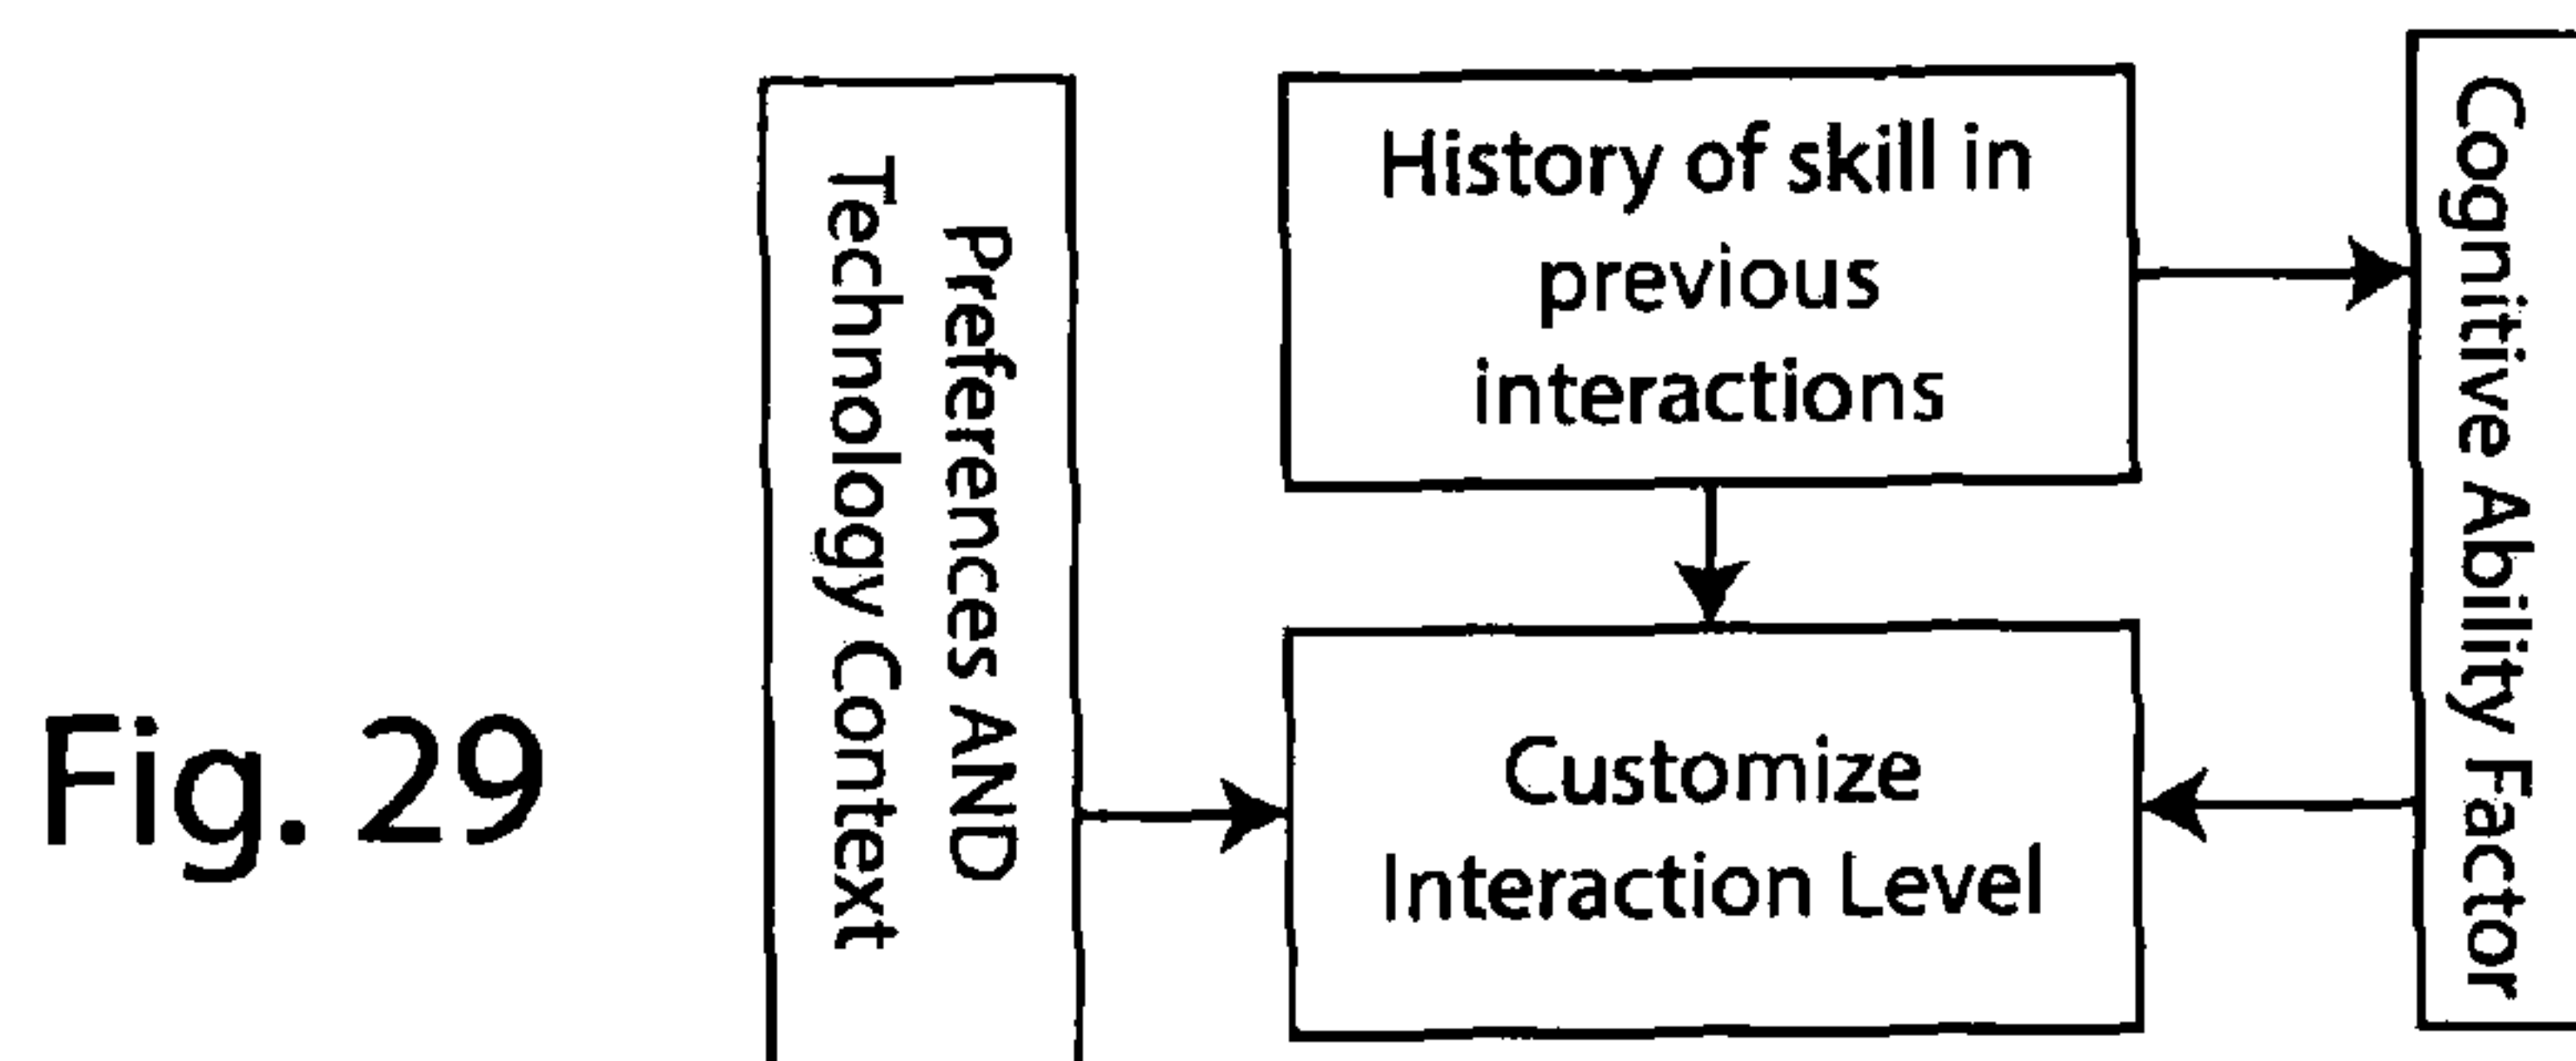 Fig. 29
Preferences AND
Technology Context
History of skill in
previous
interactions
Customize
Interaction Level
Cognitive Ability Factor